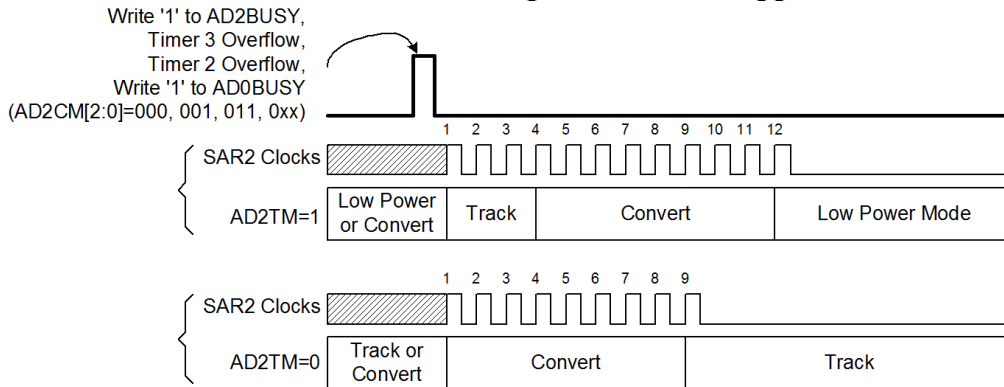 Write '1' to AD2BUSY,
Timer 3 Overflow,
Timer 2 Overflow,
Write '1' to AD0BUSY
(AD2CM[2:0]=000, 001, 011, 0xx)
1 2 3 4 5 6 7 8 9 10 11 12
SAR2 Clocks
AD2TM=1
Low Power
or Convert
Track
Convert
Low Power Mode
1 2 3 4 5 6 7 8 9
SAR2 Clocks
AD2TM=0
Track or
Convert
Convert
Track